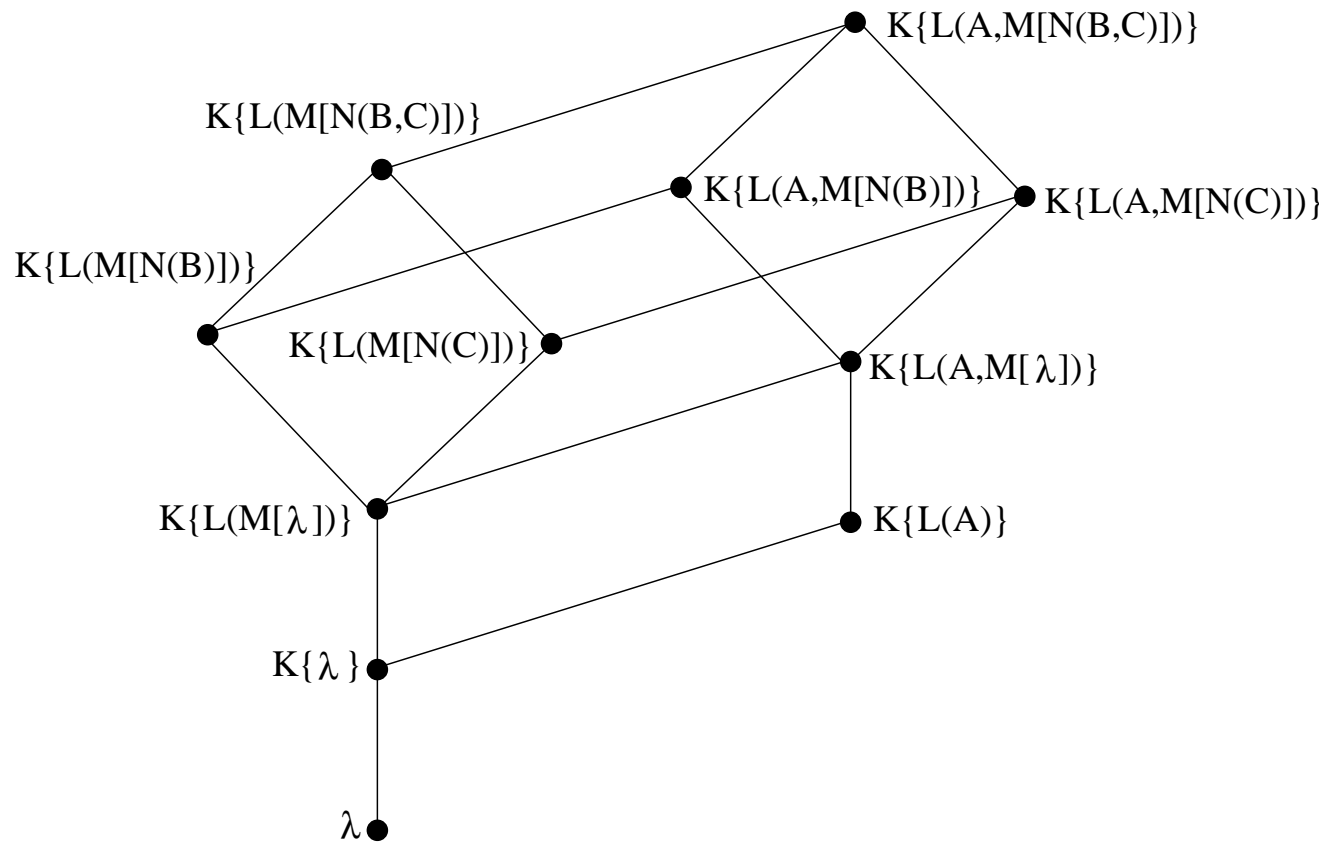 K{L(A,M[N(B,C)])}
K{L(M[N(B,C)])}
K{L(A,M[N(B)])}
K{L(A,M[N(C)])}
K{L(M[N(B)])}
K{L(M[N(C)])}
K{L(A,M[λ])}
K{L(M[λ])}
K{L(A)}
K{λ}
λ